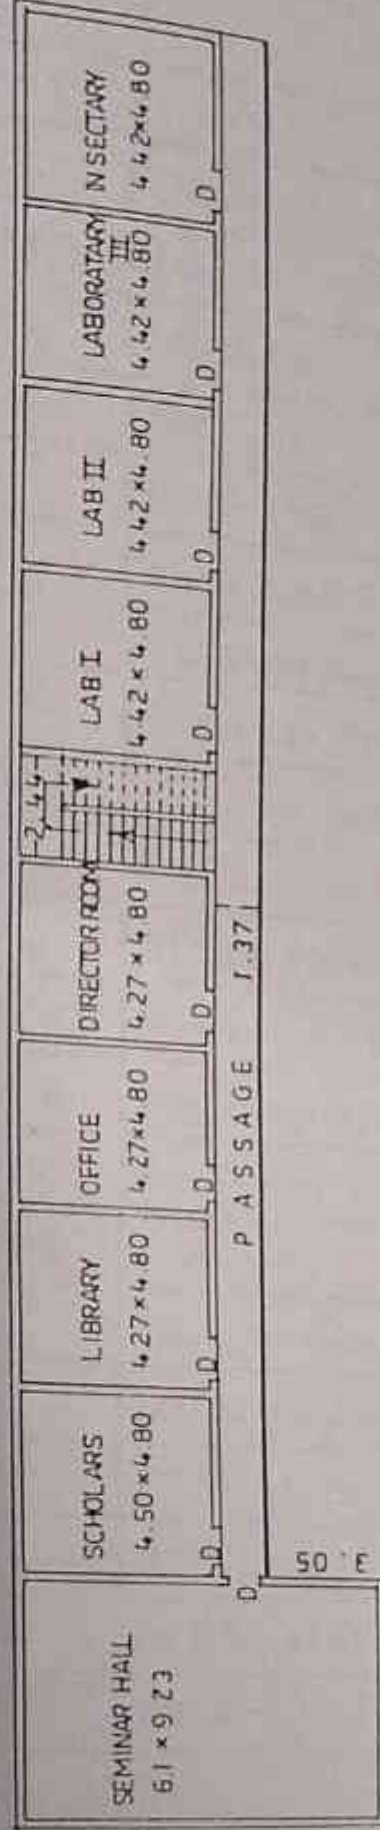 SEMINAR HALL
6.1 × 9.23
SCHOLARS
4.50×4.80
D
LIBRARY
4.27×4.80
D
OFFICE
4.27×4.80
D
DIRECTOR ROOM
4.27×4.80
D
2.44
LAB I
4.42×4.80
D
LAB II
4.42×4.80
D
LABORATARY
III
4.42×4.80
D
INSECTARY
4.42×4.80
D
D
PASSAGE 1.37
3.05